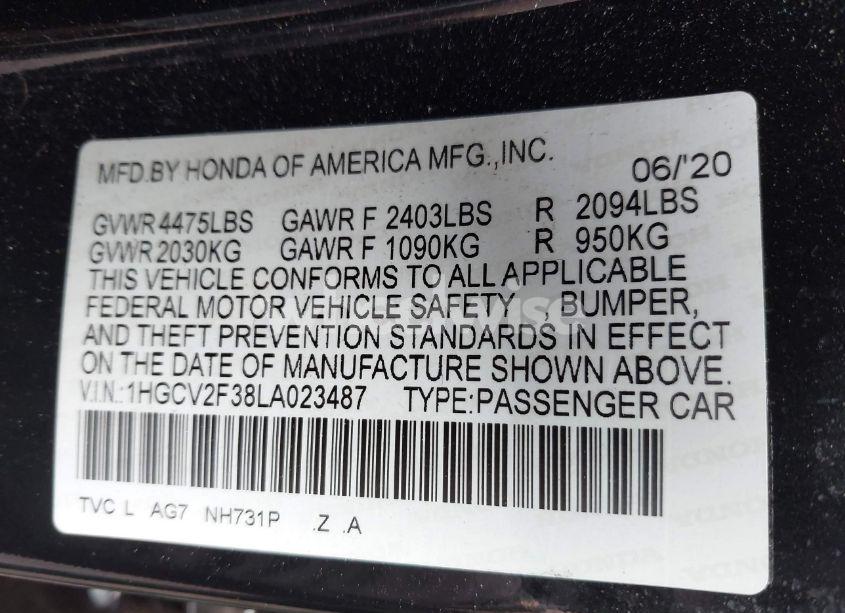 MFD.BY HONDA OF AMERICA MFG.,INC. 06/'20
GVWR 4475LBS GAWR F 2403LBS R 2094LBS
GVWR 2030KG GAWR F 1090KG R 950KG
THIS VEHICLE CONFORMS TO ALL APPLICABLE
FEDERAL MOTOR VEHICLE SAFETY , BUMPER,
AND THEFT PREVENTION STANDARDS IN EFFECT
ON THE DATE OF MANUFACTURE SHOWN ABOVE.
V.I.N.: 1HGCV2F38LA023487 TYPE:PASSENGER CAR
TVC L AG7 NH731P .Z .A